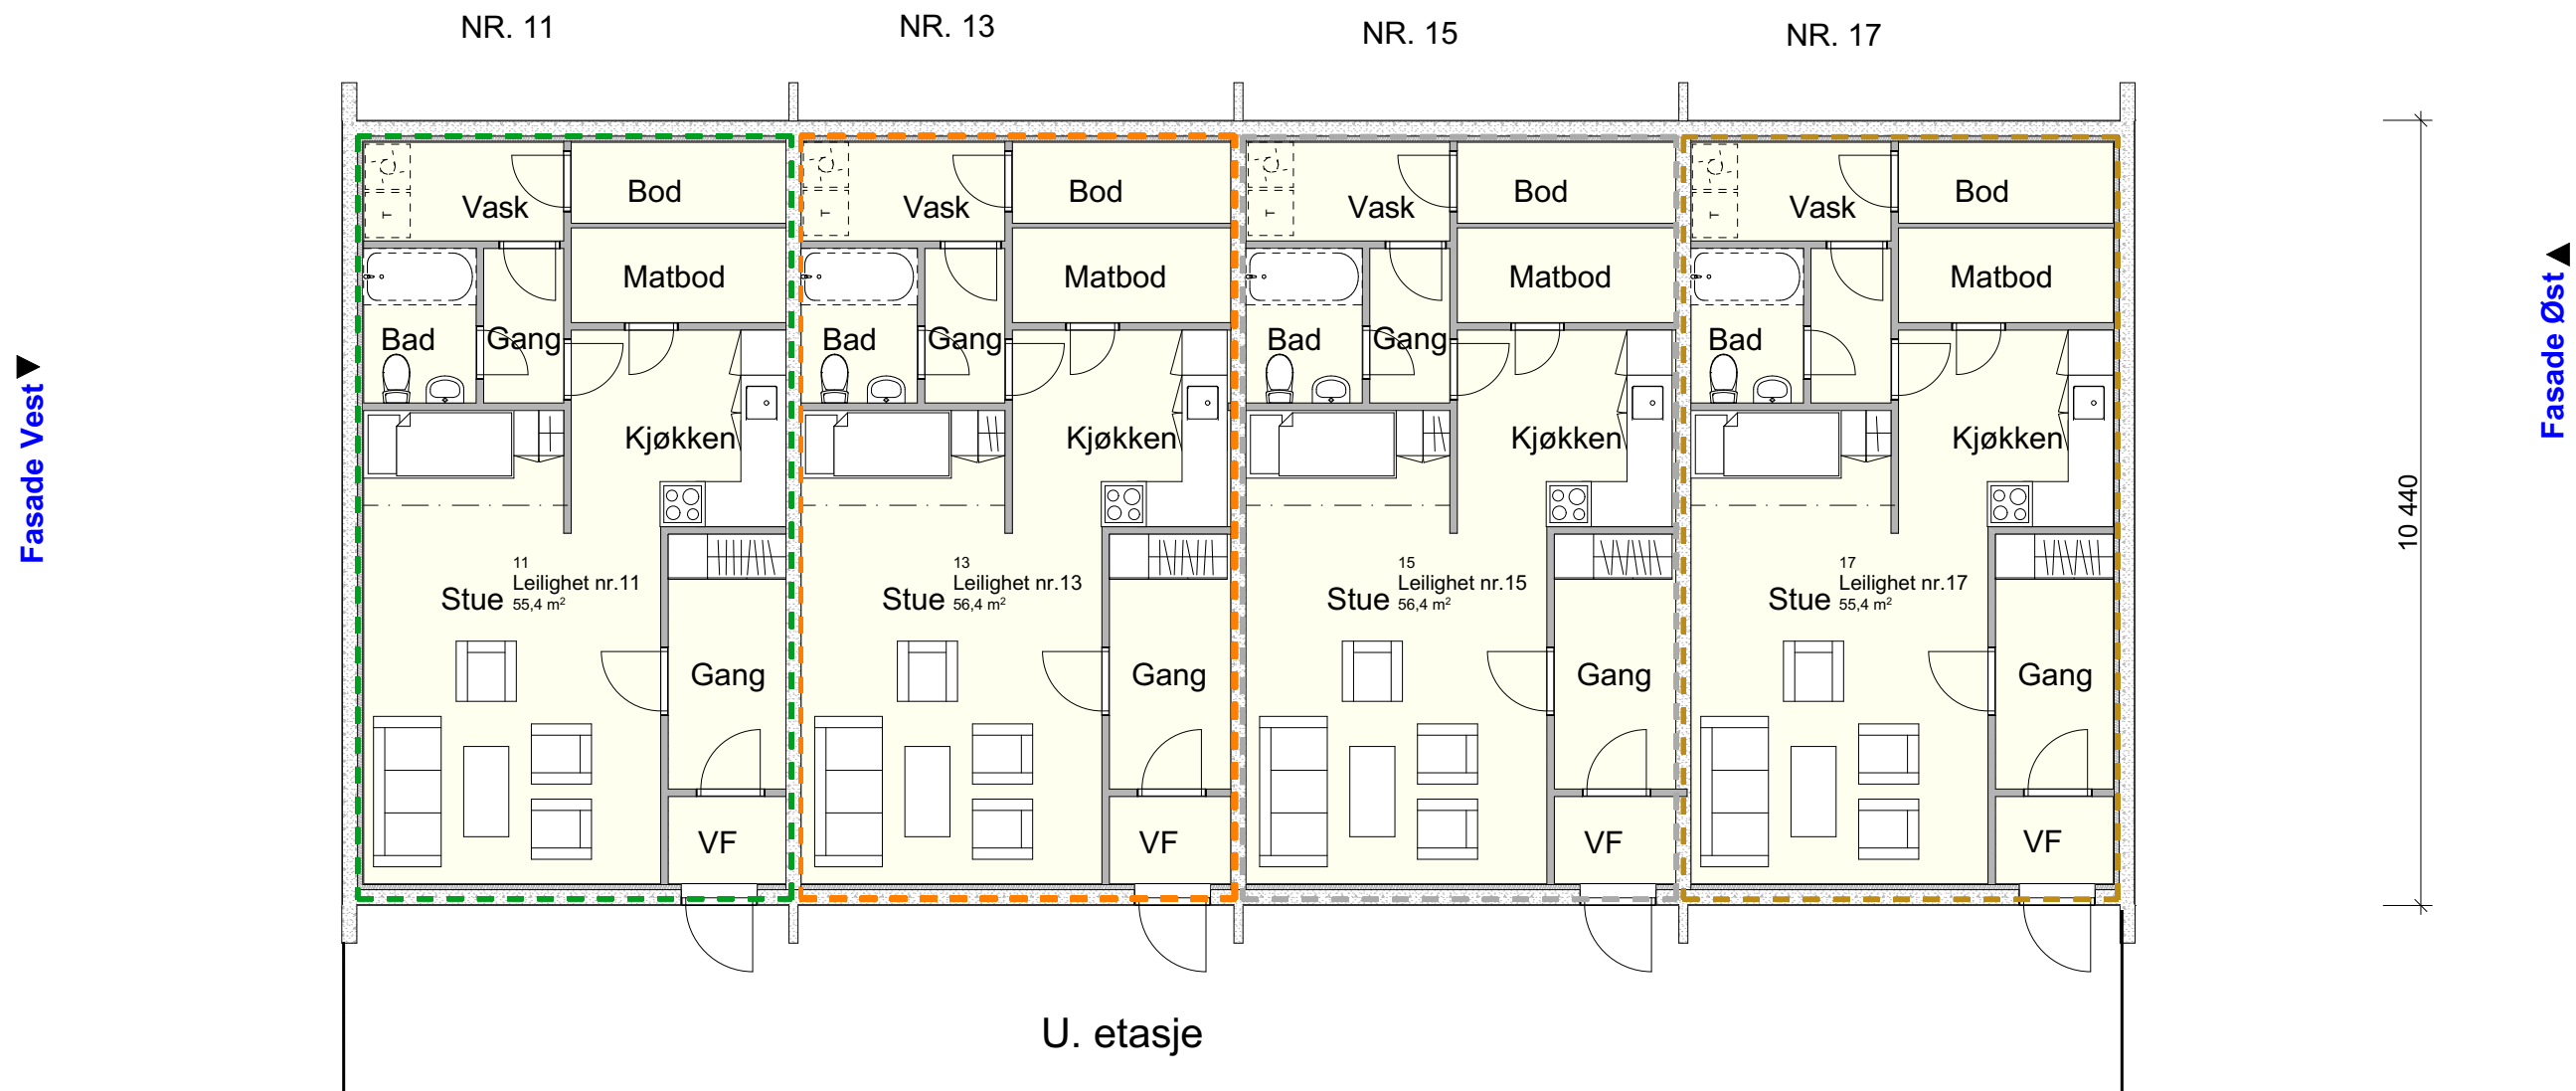 NR. 11
NR. 13
NR. 15
NR. 17
Vask
Bod
Matbod
Bad
Gang
Kjøkken
11
Leilighet nr.11
Stue
55,4 m²
Gang
VF
T
Vask
Bod
Matbod
Bad
Gang
Kjøkken
13
Leilighet nr.13
Stue
56,4 m²
Gang
VF
T
Vask
Bod
Matbod
Bad
Gang
Kjøkken
15
Leilighet nr.15
Stue
56,4 m²
Gang
VF
T
Vask
Bod
Matbod
Bad
Kjøkken
17
Leilighet nr.17
Stue
55,4 m²
Gang
VF
T
Fasade Vest
Fasade Øst
10 440
U. etasje